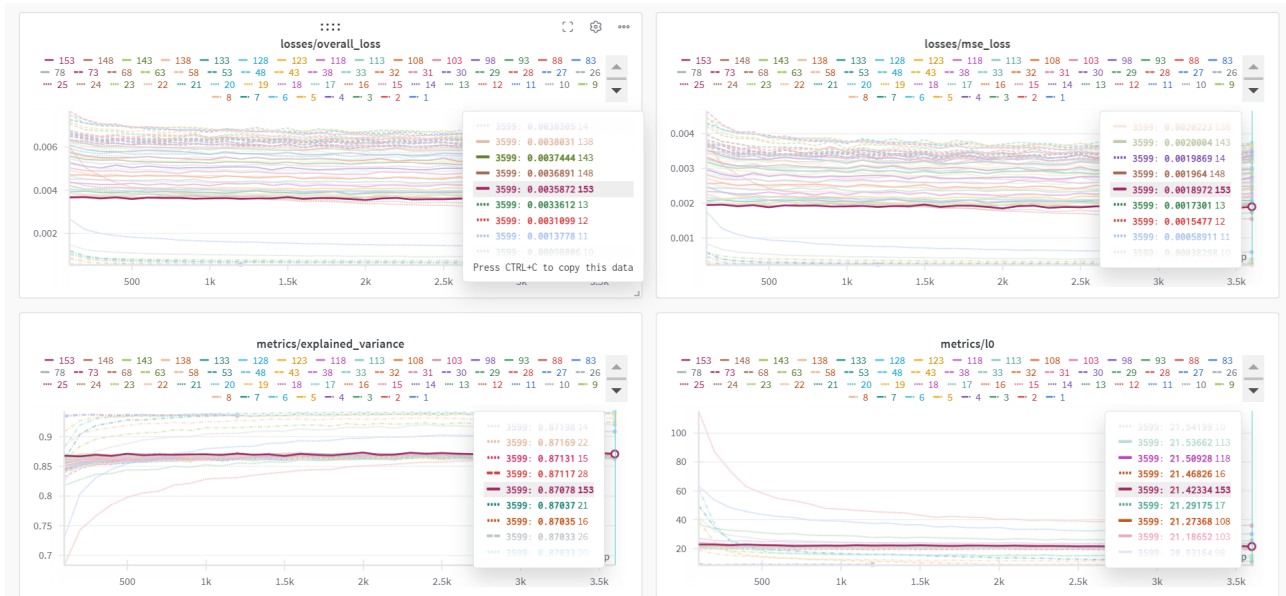 losses/overall_loss
153 148 143 138 133 128 123 118 113 108 103 98 93 88 83
78 73 68 63 58 53 48 43 38 33 32 31 30 29 28 27 26
25 24 23 22 21 20 19 18 17 16 15 14 13 12 11 10 9
8 7 6 5 4 3 2 1
0.006
0.004
0.002
500 1k 1.5k 2k 2.5k 3k 3.5k
3599: 0.0038305 14
3599: 0.0038031 138
3599: 0.0037444 143
3599: 0.0036891 148
3599: 0.0035872 153
3599: 0.0033612 13
3599: 0.0031099 12
3599: 0.0013778 11
Press CTRL+C to copy this data
losses/mse_loss
153 148 143 138 133 128 123 118 113 108 103 98 93 88 83
78 73 68 63 58 53 48 43 38 33 32 31 30 29 28 27 26
25 24 23 22 21 20 19 18 17 16 15 14 13 12 11 10 9
8 7 6 5 4 3 2 1
0.004
0.003
0.002
0.001
500 1k 1.5k 2k 2.5k 3k 3.5k
3599: 0.0020223 138
3599: 0.0020004 143
3599: 0.0019869 14
3599: 0.001964 148
3599: 0.0018972 153
3599: 0.0017301 13
3599: 0.0015477 12
3599: 0.00058911 11
metrics/explained_variance
153 148 143 138 133 128 123 118 113 108 103 98 93 88 83
78 73 68 63 58 53 48 43 38 33 32 31 30 29 28 27 26
25 24 23 22 21 20 19 18 17 16 15 14 13 12 11 10 9
8 7 6 5 4 3 2 1
0.9
0.85
0.8
0.75
0.7
500 1k 1.5k 2k 2.5k 3k 3.5k
3599: 0.87169 22
3599: 0.87131 15
3599: 0.87117 28
3599: 0.87078 153
3599: 0.87037 21
3599: 0.87035 16
3599: 0.87033 26
metrics/l0
153 148 143 138 133 128 123 118 113 108 103 98 93 88 83
78 73 68 63 58 53 48 43 38 33 32 31 30 29 28 27 26
25 24 23 22 21 20 19 18 17 16 15 14 13 12 11 10 9
8 7 6 5 4 3 2 1
100
80
60
40
20
500 1k 1.5k 2k 2.5k 3k 3.5k
3599: 21.53662 113
3599: 21.50928 118
3599: 21.46826 16
3599: 21.42334 153
3599: 21.29175 17
3599: 21.27368 108
3599: 21.18652 103